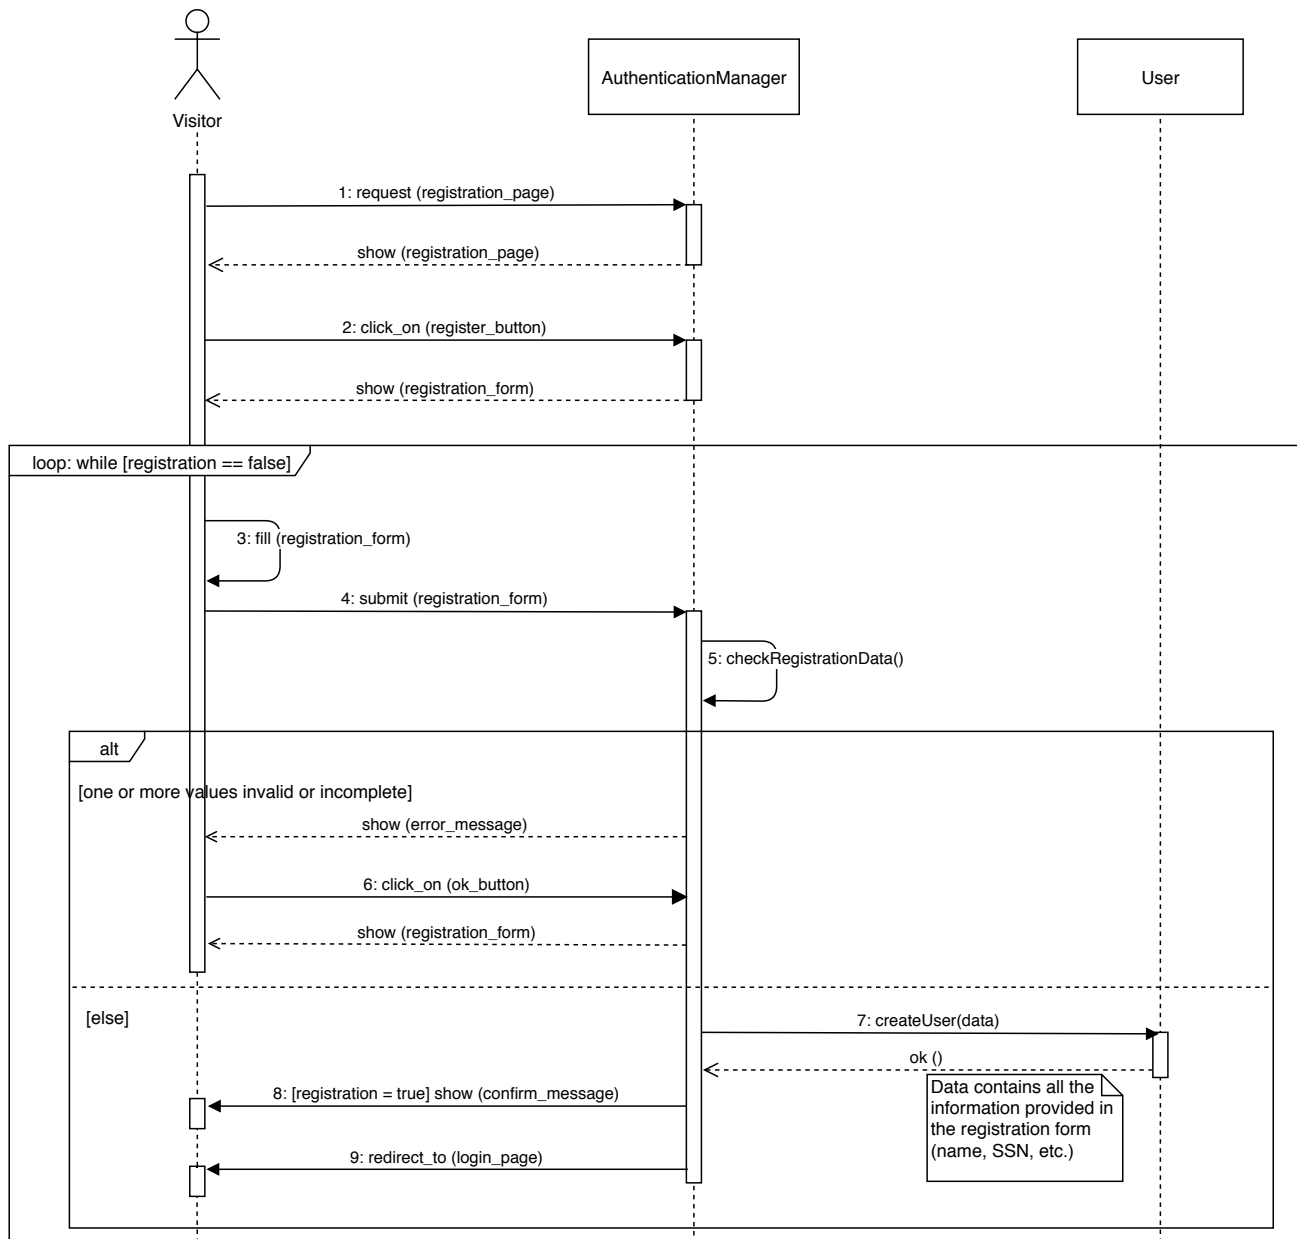 Visitor
AuthenticationManager
User
1: request (registration_page)
show (registration_page)
2: click_on (register_button)
show (registration_form)
loop: while [registration == false]
3: fill (registration_form)
4: submit (registration_form)
5: checkRegistrationData()
alt
[one or more values invalid or incomplete]
show (error_message)
6: click_on (ok_button)
show (registration_form)
[else]
7: createUser(data)
ok ()
Data contains all the
information provided in
the registration form
(name, SSN, etc.)
8: [registration = true] show (confirm_message)
9: redirect_to (login_page)